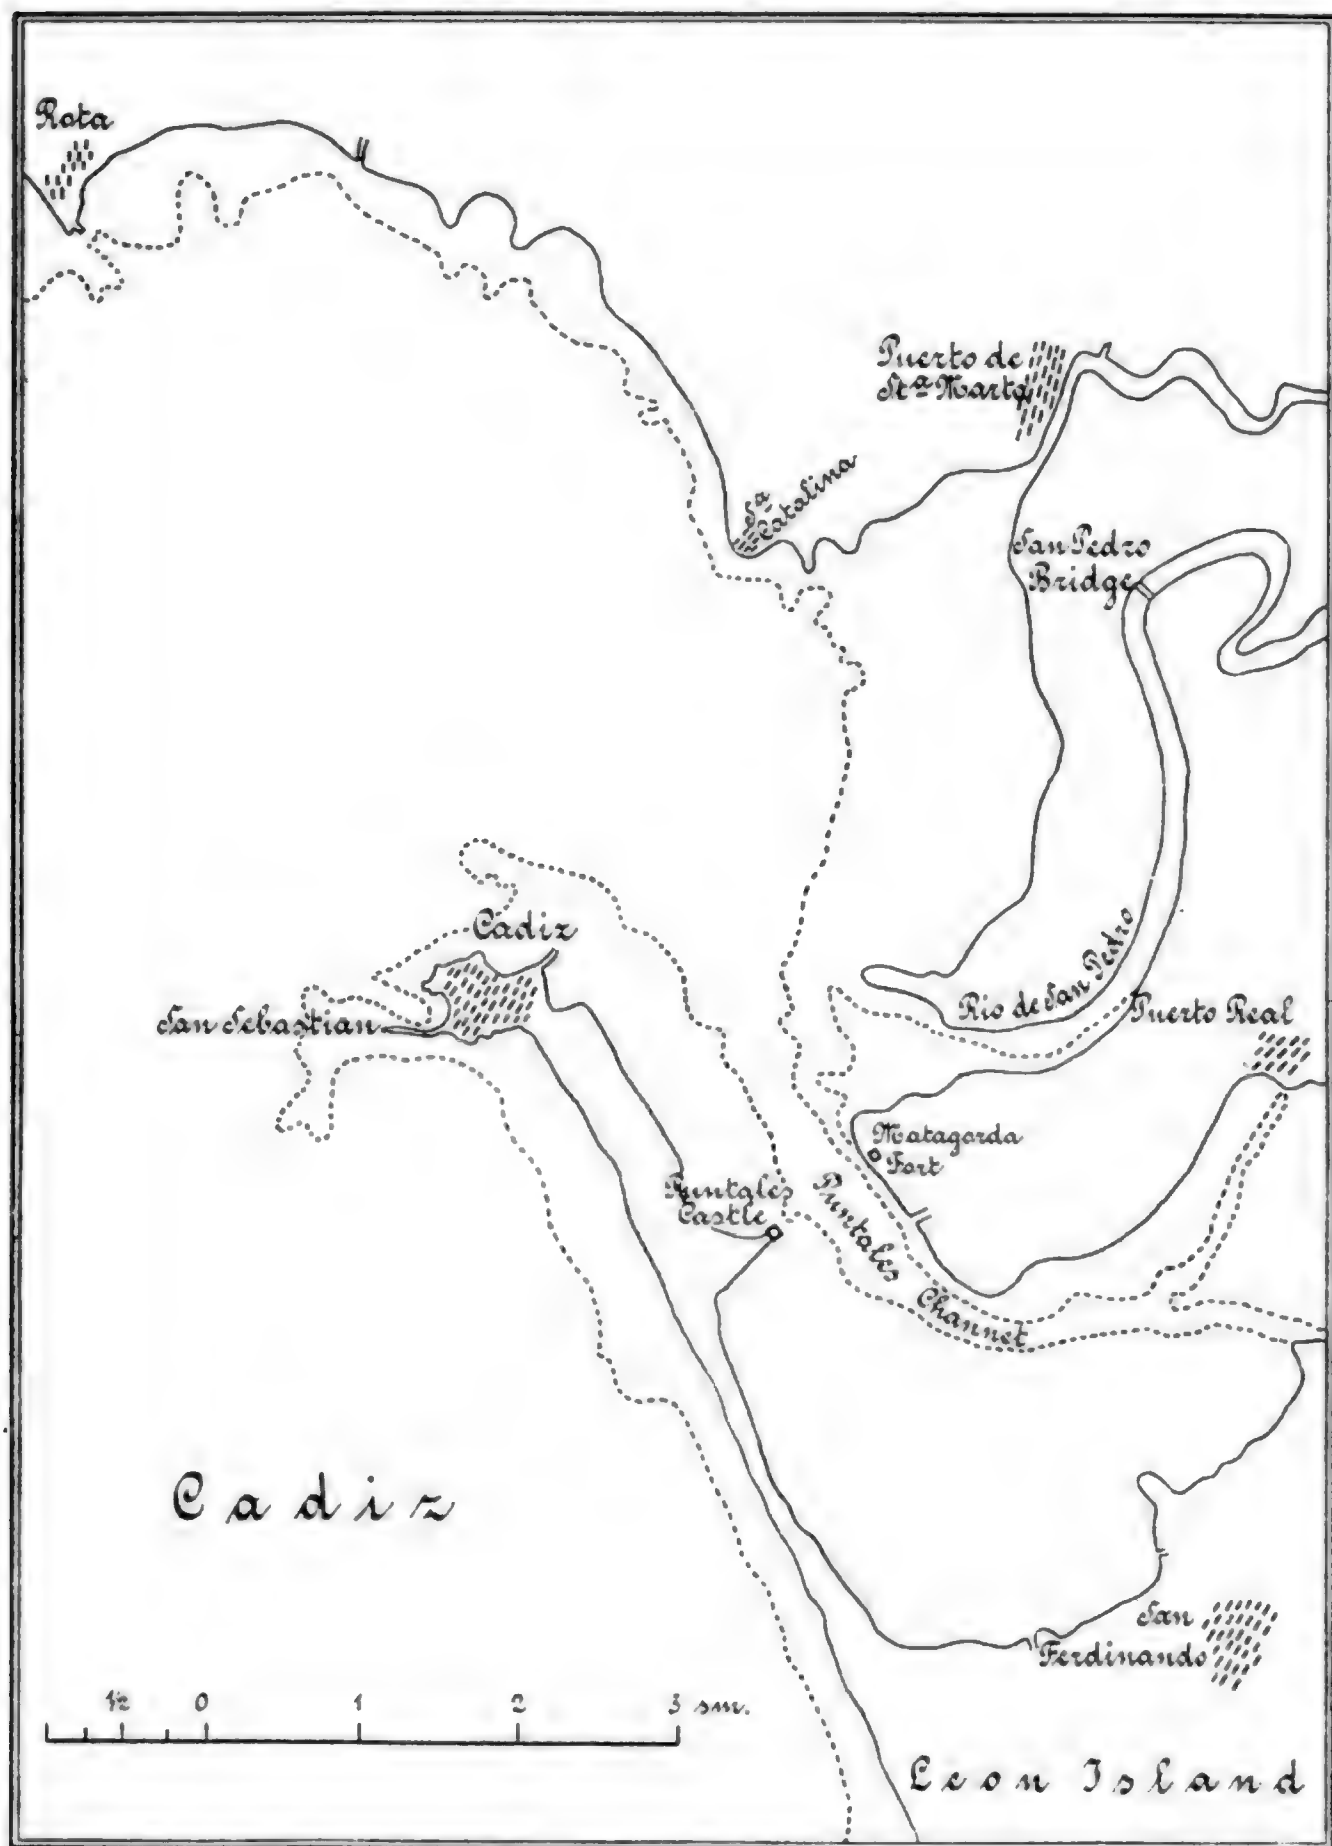 Rota
Puerto de
Sta Marta
Sa
Catalina
San Pedro
Bridge
Cadiz
San Sebastian
Rio de San Pedro
Puerto Real
Matagorda
Fort
Puntales
Castle
Puntales Channel
Cadiz
San
Ferdinando
1/2 0 1 2 3 sm.
Leon Island